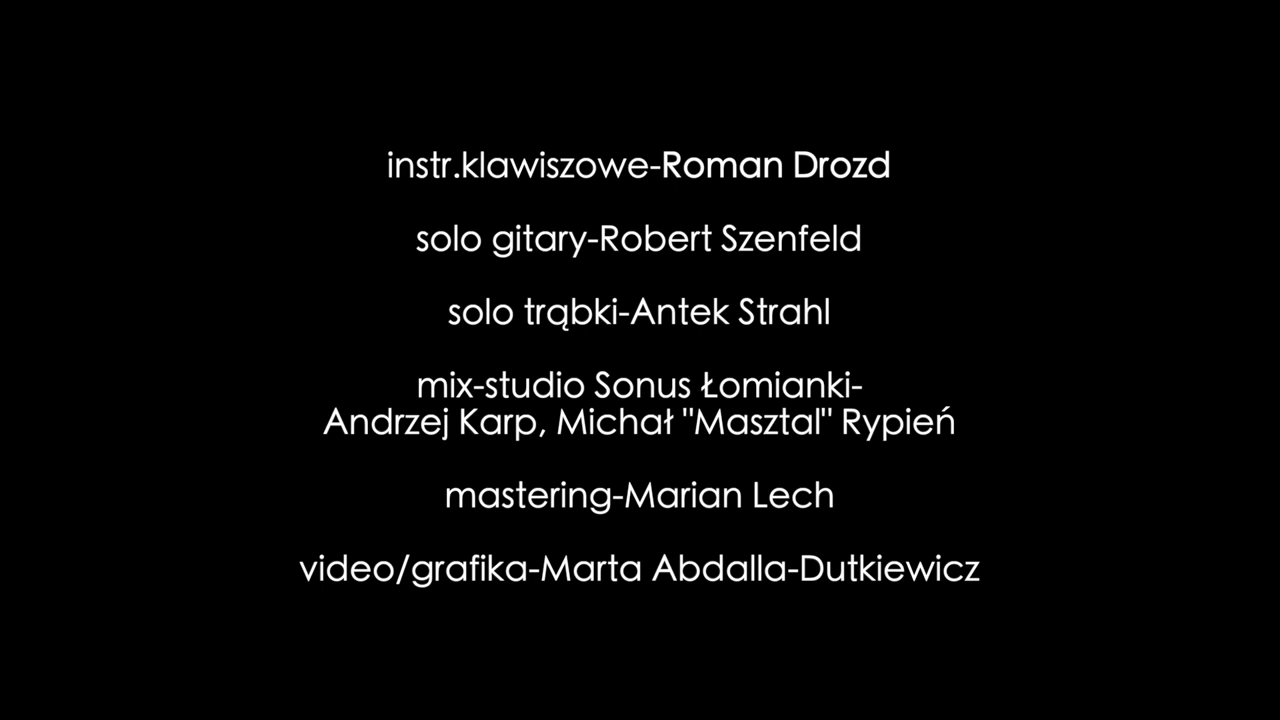 instr.klawiszowe-Roman Drozd
solo gitary-Robert Szenfeld
solo trąbki-Antek Strahl
mix-studio Sonus Łomianki-
Andrzej Karp, Michał "Masztal" Rypień
mastering-Marian Lech
video/grafika-Marta Abdalla-Dutkiewicz